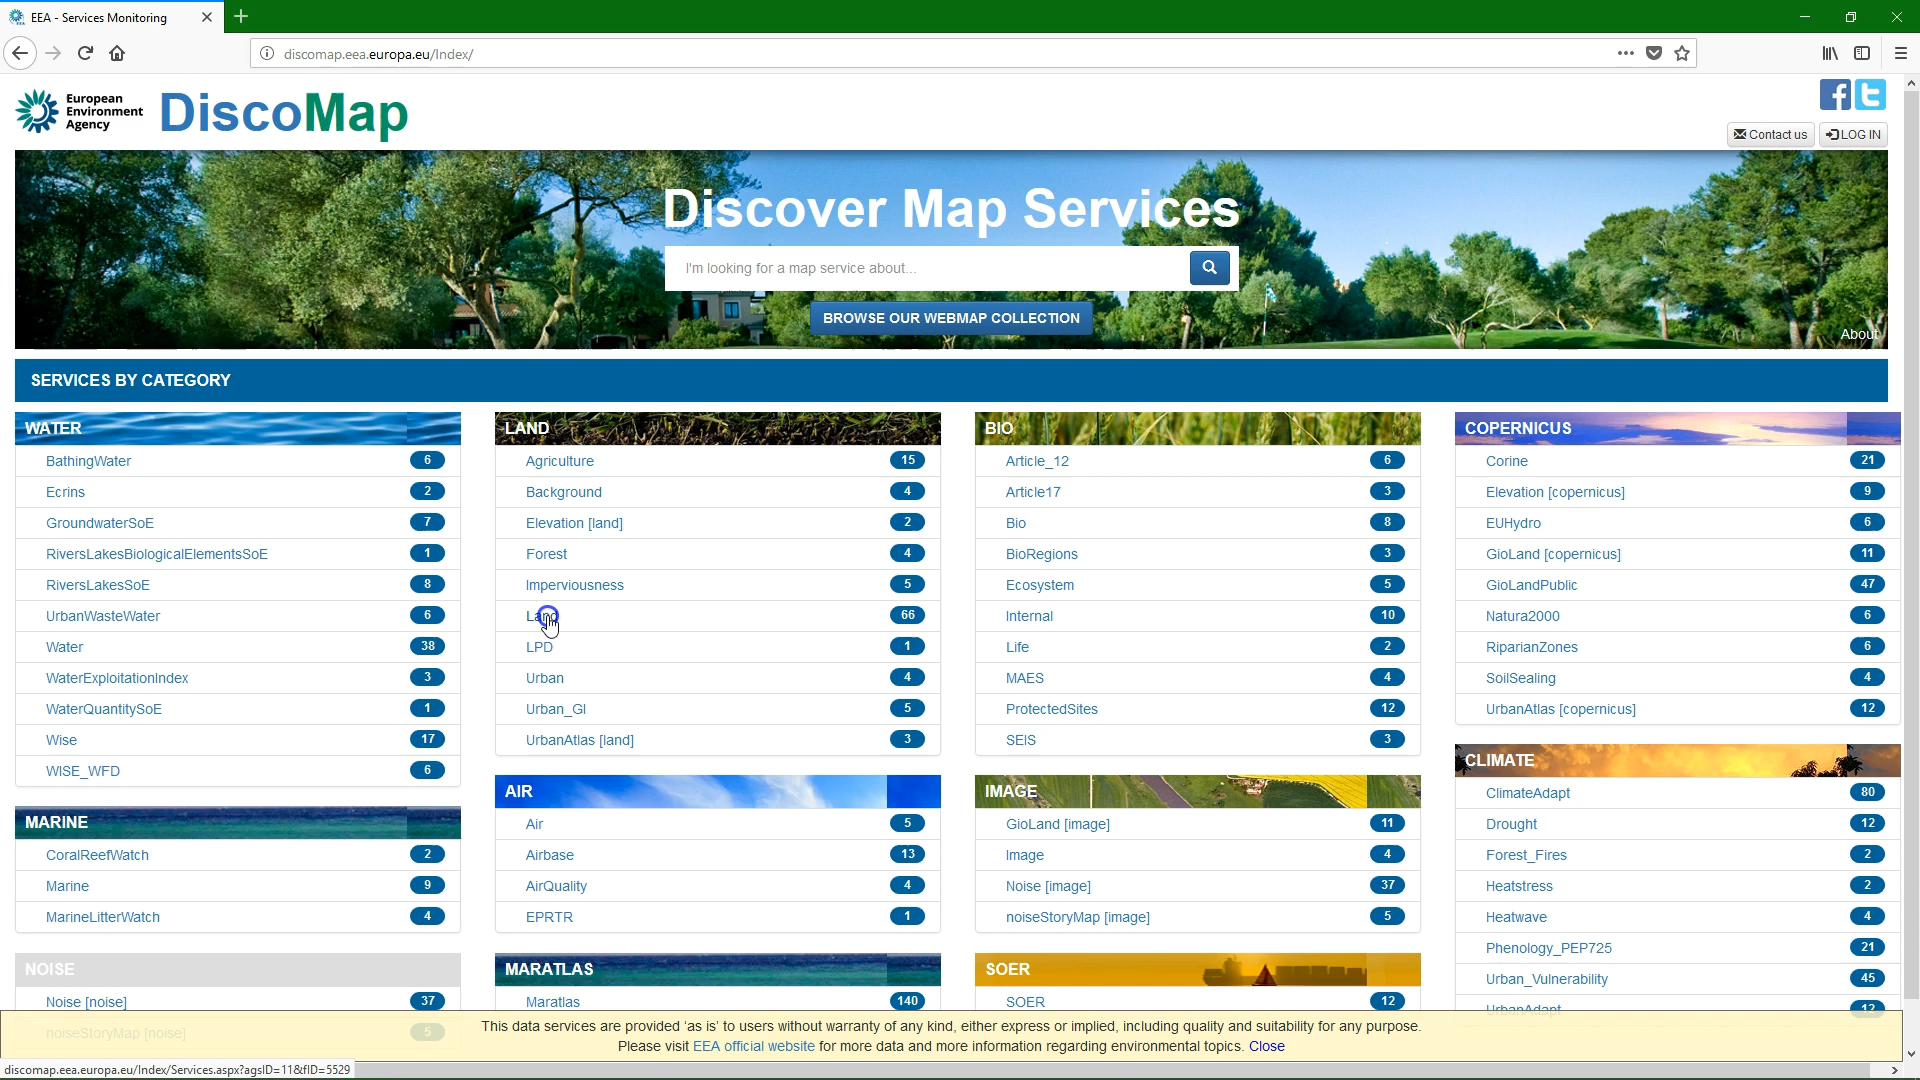 EEA - Services Monitoring
discomap.eea.europa.eu/Index/
European
Environment
Agency
DiscoMap
Contact us
LOG IN
Discover Map Services
I'm looking for a map service about...
BROWSE OUR WEBMAP COLLECTION
About
SERVICES BY CATEGORY
WATER
BathingWater 6
Ecrins 2
GroundwaterSoE 7
RiversLakesBiologicalElementsSoE 1
RiversLakesSoE 8
UrbanWasteWater 6
Water 38
WaterExploitationIndex 3
WaterQuantitySoE 1
Wise 17
WISE_WFD 6
MARINE
CoralReefWatch 2
Marine 9
MarineLitterWatch 4
NOISE
Noise [noise] 37
noiseStoryMap [noise] 5
LAND
Agriculture 15
Background 4
Elevation [land] 2
Forest 4
Imperviousness 5
Land 66
LPD 1
Urban 4
Urban_GI 5
UrbanAtlas [land] 3
AIR
Air 5
Airbase 13
AirQuality 4
EPRTR 1
MARATLAS
Maratlas 140
BIO
Article_12 6
Article17 3
Bio 8
BioRegions 3
Ecosystem 5
Internal 10
Life 2
MAES 4
ProtectedSites 12
SEIS 3
IMAGE
GioLand [image] 11
Image 4
Noise [image] 37
noiseStoryMap [image] 5
SOER
SOER 12
COPERNICUS
Corine 21
Elevation [copernicus] 9
EUHydro 6
GioLand [copernicus] 11
GioLandPublic 47
Natura2000 6
RiparianZones 6
SoilSealing 4
UrbanAtlas [copernicus] 12
CLIMATE
ClimateAdapt 80
Drought 12
Forest_Fires 2
Heatstress 2
Heatwave 4
Phenology_PEP725 21
Urban_Vulnerability 45
UrbanAdapt 12
This data services are provided 'as is' to users without warranty of any kind, either express or implied, including quality and suitability for any purpose.
Please visit EEA official website for more data and more information regarding environmental topics. Close
discomap.eea.europa.eu/Index/Services.aspx?agsID=11&fID=5529